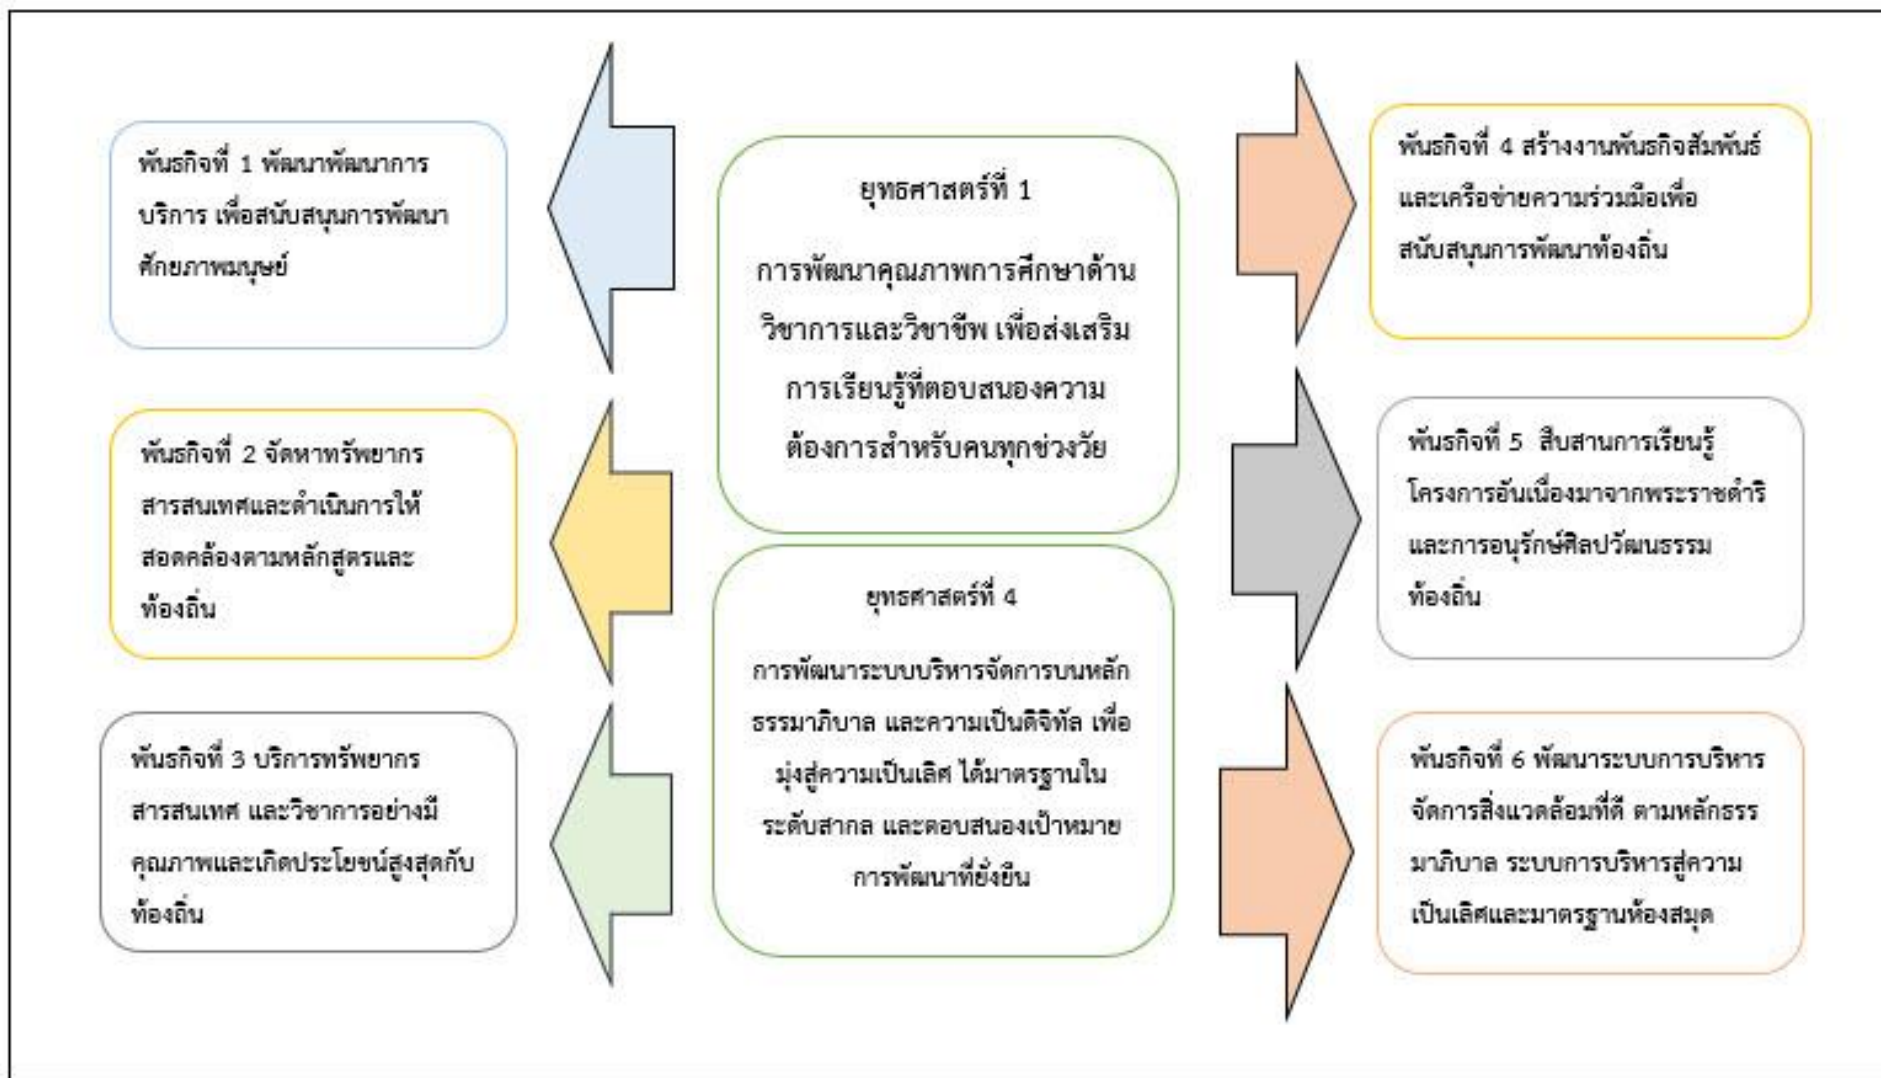 พันธกิจที่ 1 พัฒนาพัฒนาการ
บริการ เพื่อสนับสนุนการพัฒนา
ศักยภาพมนุษย์
พันธกิจที่ 2 จัดหาทรัพยากร
สารสนเทศและดำเนินการให้
สอดคล้องตามหลักสูตรและ
ท้องถิ่น
พันธกิจที่ 3 บริการทรัพยากร
สารสนเทศ และวิชาการอย่างมี
คุณภาพและเกิดประโยชน์สูงสุดกับ
ท้องถิ่น
ยุทธศาสตร์ที่ 1
การพัฒนาคุณภาพการศึกษาด้าน
วิชาการและวิชาชีพ เพื่อส่งเสริม
การเรียนรู้ที่ตอบสนองความ
ต้องการสำหรับคนทุกช่วงวัย
ยุทธศาสตร์ที่ 4
การพัฒนาระบบบริหารจัดการบนหลัก
ธรรมาภิบาล และความเป็นดิจิทัล เพื่อ
มุ่งสู่ความเป็นเลิศ ได้มาตรฐานใน
ระดับสากล และตอบสนองเป้าหมาย
การพัฒนาที่ยั่งยืน
พันธกิจที่ 4 สร้างงานพันธกิจสัมพันธ์
และเครือข่ายความร่วมมือเพื่อ
สนับสนุนการพัฒนาท้องถิ่น
พันธกิจที่ 5 สืบสานการเรียนรู้
โครงการอันเนื่องมาจากพระราชดำริ
และการอนุรักษ์ศิลปวัฒนธรรม
ท้องถิ่น
พันธกิจที่ 6 พัฒนาระบบการบริหาร
จัดการสิ่งแวดล้อมที่ดี ตามหลักธรร
มาภิบาล ระบบการบริหารสู่ความ
เป็นเลิศและมาตรฐานห้องสมุด